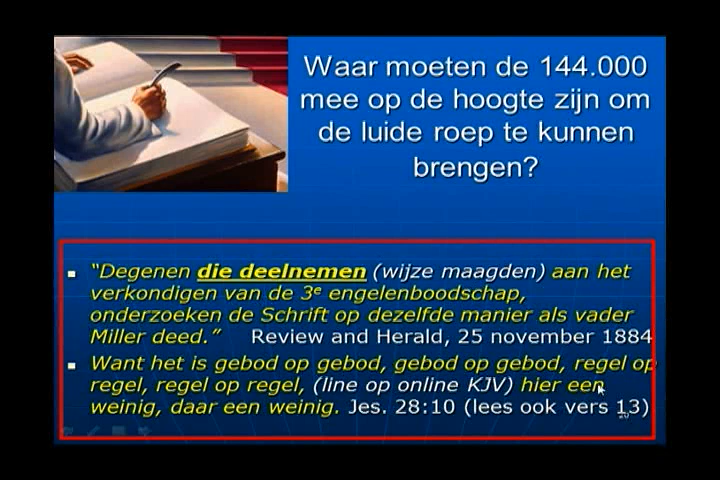 Waar moeten de 144.000
mee op de hoogte zijn om
de luide roep te kunnen
brengen?
"Degenen die deelnemen (wijze maagden) aan het
verkondigen van de 3e engelenboodschap,
onderzoeken de Schrift op dezelfde manier als vader
Miller deed." Review and Herald, 25 november 1884
Want het is gebod op gebod, gebod op gebod, regel op
regel, regel op regel, (line op online KJV) hier een
weinig, daar een weinig. Jes. 28:10 (lees ook vers 13)